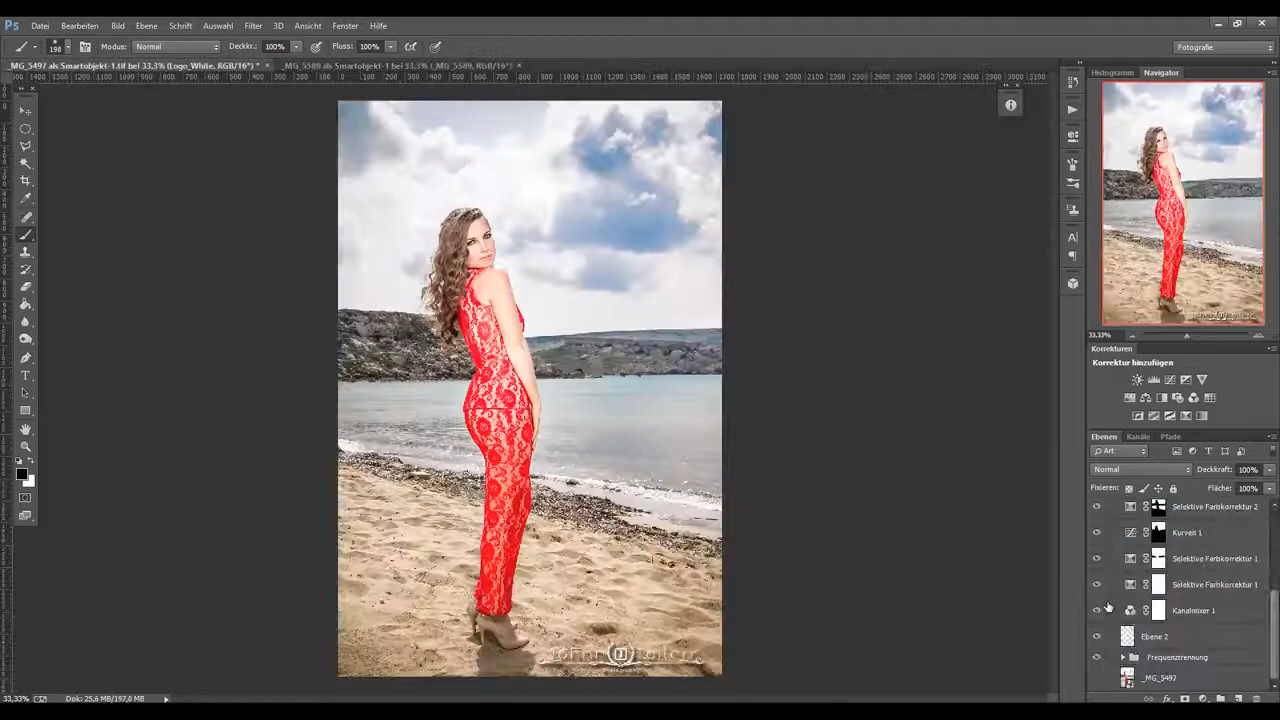 Ps Datei Bearbeiten Bild Ebene Schrift Auswahl Filter 3D Ansicht Fenster Hilfe
198 Modus: Normal Deckkr.: 100% Fluss: 100% Fotografie
_MG_5497 als Smartobjekt-1.tif bei 33,3% (Logo_White, RGB/16*) * × _MG_5589 als Smartobjekt-1 bei 33,3% (_MG_5589, RGB/16*) ×
Histogramm Navigator
33,33%
Korrekturen
Korrektur hinzufügen
Ebenen Kanäle Pfade
Art
Normal Deckkraft: 100%
Fixieren: Fläche: 100%
Selektive Farbkorrektur 2
Kurven 1
Selektive Farbkorrektur 1
Selektive Farbkorrektur 1
Kanalmixer 1
Ebene 2
Frequenztrennung
_MG_5497
33,33% Dok: 25,6 MB/197,0 MB